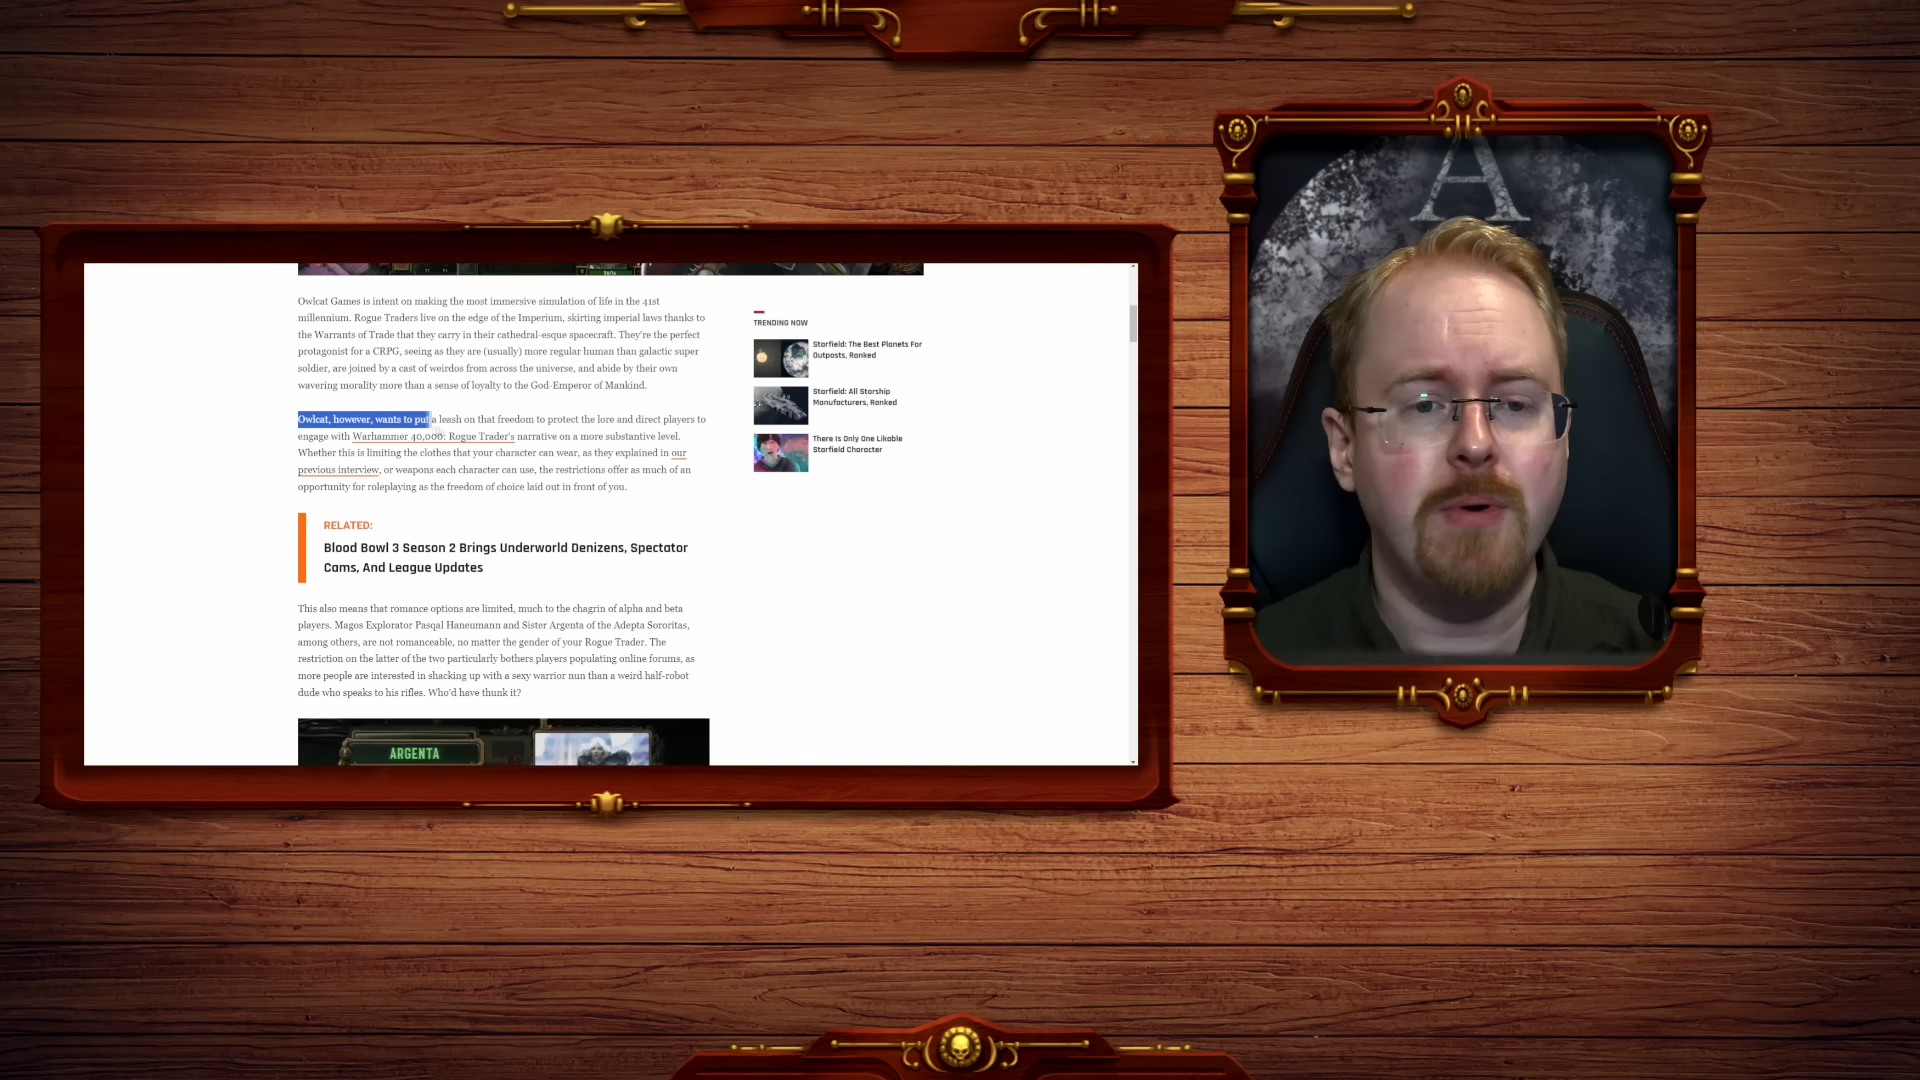 A
Owlcat Games is intent on making the most immersive simulation of life in the 41st
millennium. Rogue Traders live on the edge of the Imperium, skirting imperial laws thanks to
the Warrants of Trade that they carry in their cathedral-esque spacecraft. They're the perfect
protagonist for a CRPG, seeing as they are (usually) more regular human than galactic super
soldier, are joined by a cast of weirdos from across the universe, and abide by their own
wavering morality more than a sense of loyalty to the God-Emperor of Mankind.
Owlcat, however, wants to put a leash on that freedom to protect the lore and direct players to
engage with Warhammer 40,000: Rogue Trader's narrative on a more substantive level.
Whether this is limiting the clothes that your character can wear, as they explained in our
previous interview, or weapons each character can use, the restrictions offer as much of an
opportunity for roleplaying as the freedom of choice laid out in front of you.
RELATED:
Blood Bowl 3 Season 2 Brings Underworld Denizens, Spectator
Cams, And League Updates
This also means that romance options are limited, much to the chagrin of alpha and beta
players. Magos Explorator Pasqal Haneumann and Sister Argenta of the Adepta Sororitas,
among others, are not romanceable, no matter the gender of your Rogue Trader. The
restriction on the latter of the two particularly bothers players populating online forums, as
more people are interested in shacking up with a sexy warrior nun than a weird half-robot
dude who speaks to his rifles. Who'd have thunk it?
ARGENTA
TRENDING NOW
Starfield: The Best Planets For
Outposts, Ranked
Starfield: All Starship
Manufacturers, Ranked
There Is Only One Likable
Starfield Character